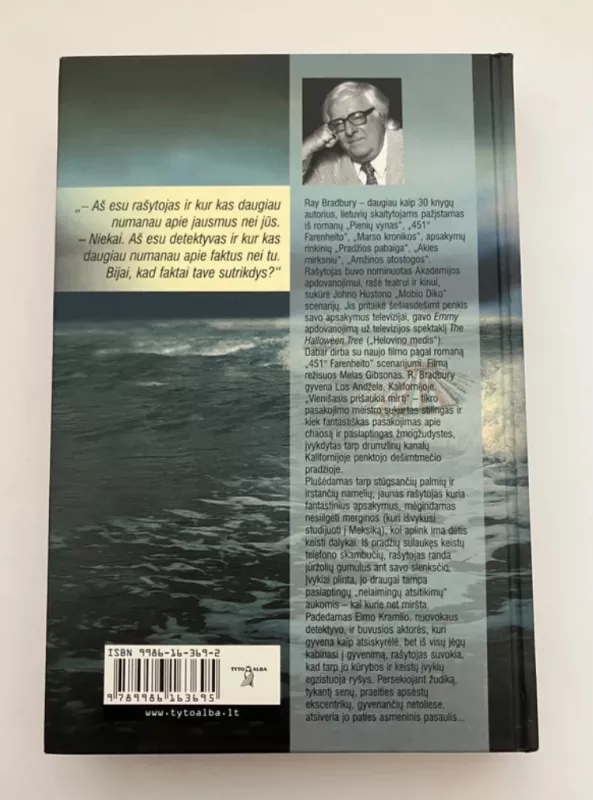 „– Aš esu rašytojas ir kur kas daugiau
numanau apie jausmus nei jūs.
– Niekai. Aš esu detektyvas ir kur kas
daugiau numanau apie faktus nei tu.
Bijai, kad faktai tave sutrikdys?“
Ray Bradbury – daugiau kaip 30 knygų
autorius, lietuvių skaitytojams pažįstamas
iš romanų „Pienių vynas“, „451°
Farenheito“, „Marso kronikos“, apsakymų
rinkinių „Pradžios pabaiga“, „Akies
mirksniu“, „Amžinos atostogos“.
Rašytojas buvo nominuotas Akademijos
apdovanojimui, rašė teatrui ir kinui,
sukūrė Johno Hustono „Mobio Diko“
scenarijų. Jis pritaikė šešiasdešimt penkis
savo apsakymus televizijai, gavo Emmy
apdovanojimą už televizijos spektaklį The
Halloween Tree („Helovino medis“).
Dabar dirba su naujo filmo pagal romaną
„451° Farenheito“ scenarijumi. Filmą
režisuos Melas Gibsonas. R. Bradbury
gyvena Los Andžele, Kalifornijoje.
„Vienišasis prišaukia mirtį“ – tikro
pasakojimo meistro sukurtas stilingas ir
kiek fantastiškas pasakojimas apie
chaosą ir paslaptingas žmogžudystes,
įvykdytas tarp drumzlinų kanalų
Kalifornijoje penktojo dešimtmečio
pradžioje.
Plušėdamas tarp stūgsančių palmių ir
irstančių namelių, jaunas rašytojas kuria
fantastinius apsakymus, mėgindamas
nesiilgėti merginos (kuri išvykusi
studijuoti į Meksiką), kol aplink ima dėtis
keisti dalykai. Iš pradžių sulaukęs keistų
telefono skambučių, rašytojas randa
jūržolių gumulus ant savo slenksčio.
Įvykiai plinta, jo draugai tampa
paslaptingų „nelaimingų atsitikimų“
aukomis – kai kurie net miršta.
Padedamas Elmo Kramlio, nuovokaus
detektyvo, ir buvusios aktorės, kuri
gyvena kaip atsiskyrėlė, bet iš visų jėgų
kabinasi į gyvenimą, rašytojas suvokia,
kad tarp jo kūrybos ir keistų įvykių
egzistuoja ryšys. Persekiojant žudiką,
tykantį senų, praeities apsėstų
ekscentrikų, gyvenančių netoliese,
atsiveria jo paties asmeninis pasaulis...
ISBN 9986-16-369-2
TYTO ALBA
9 789986 163695
www.tytoalba.lt